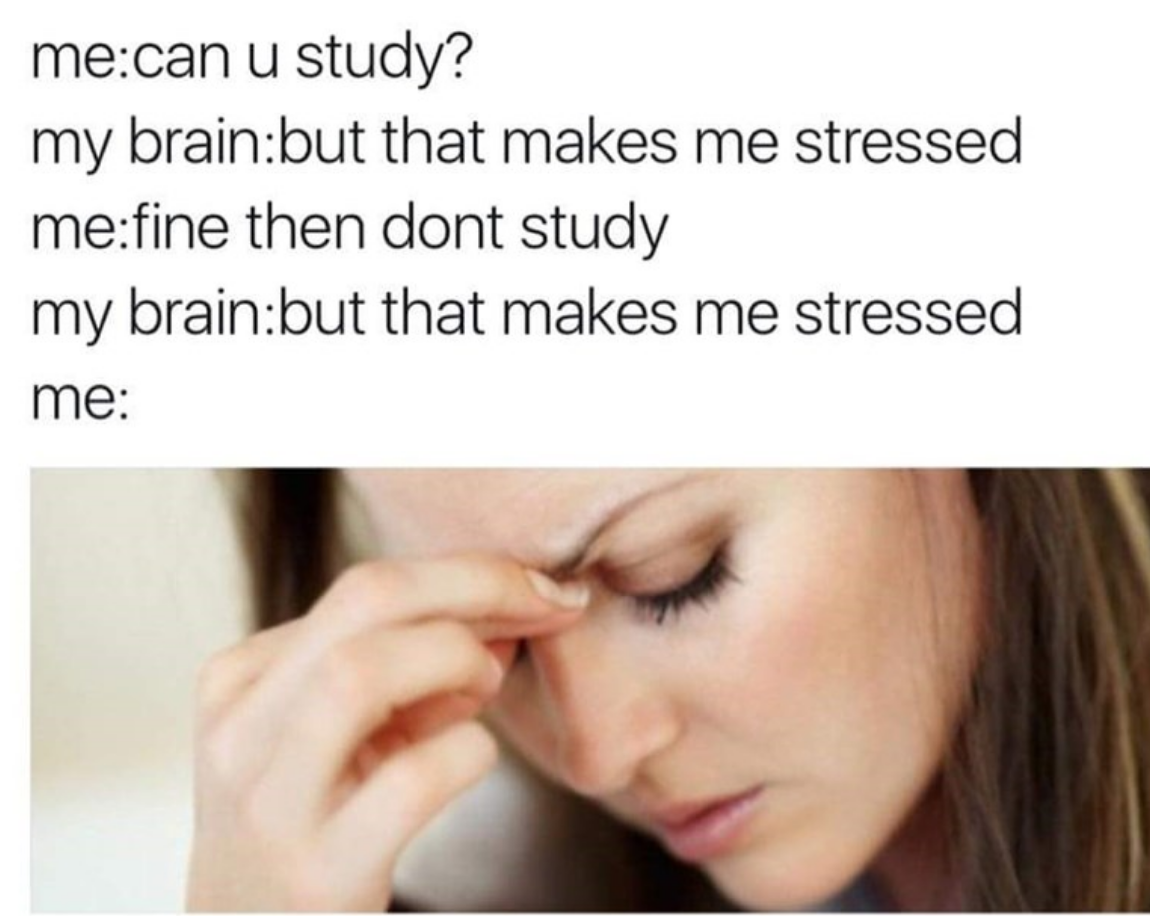 me:can u study?
my brain:but that makes me stressed
me:fine then dont study
my brain:but that makes me stressed
me: